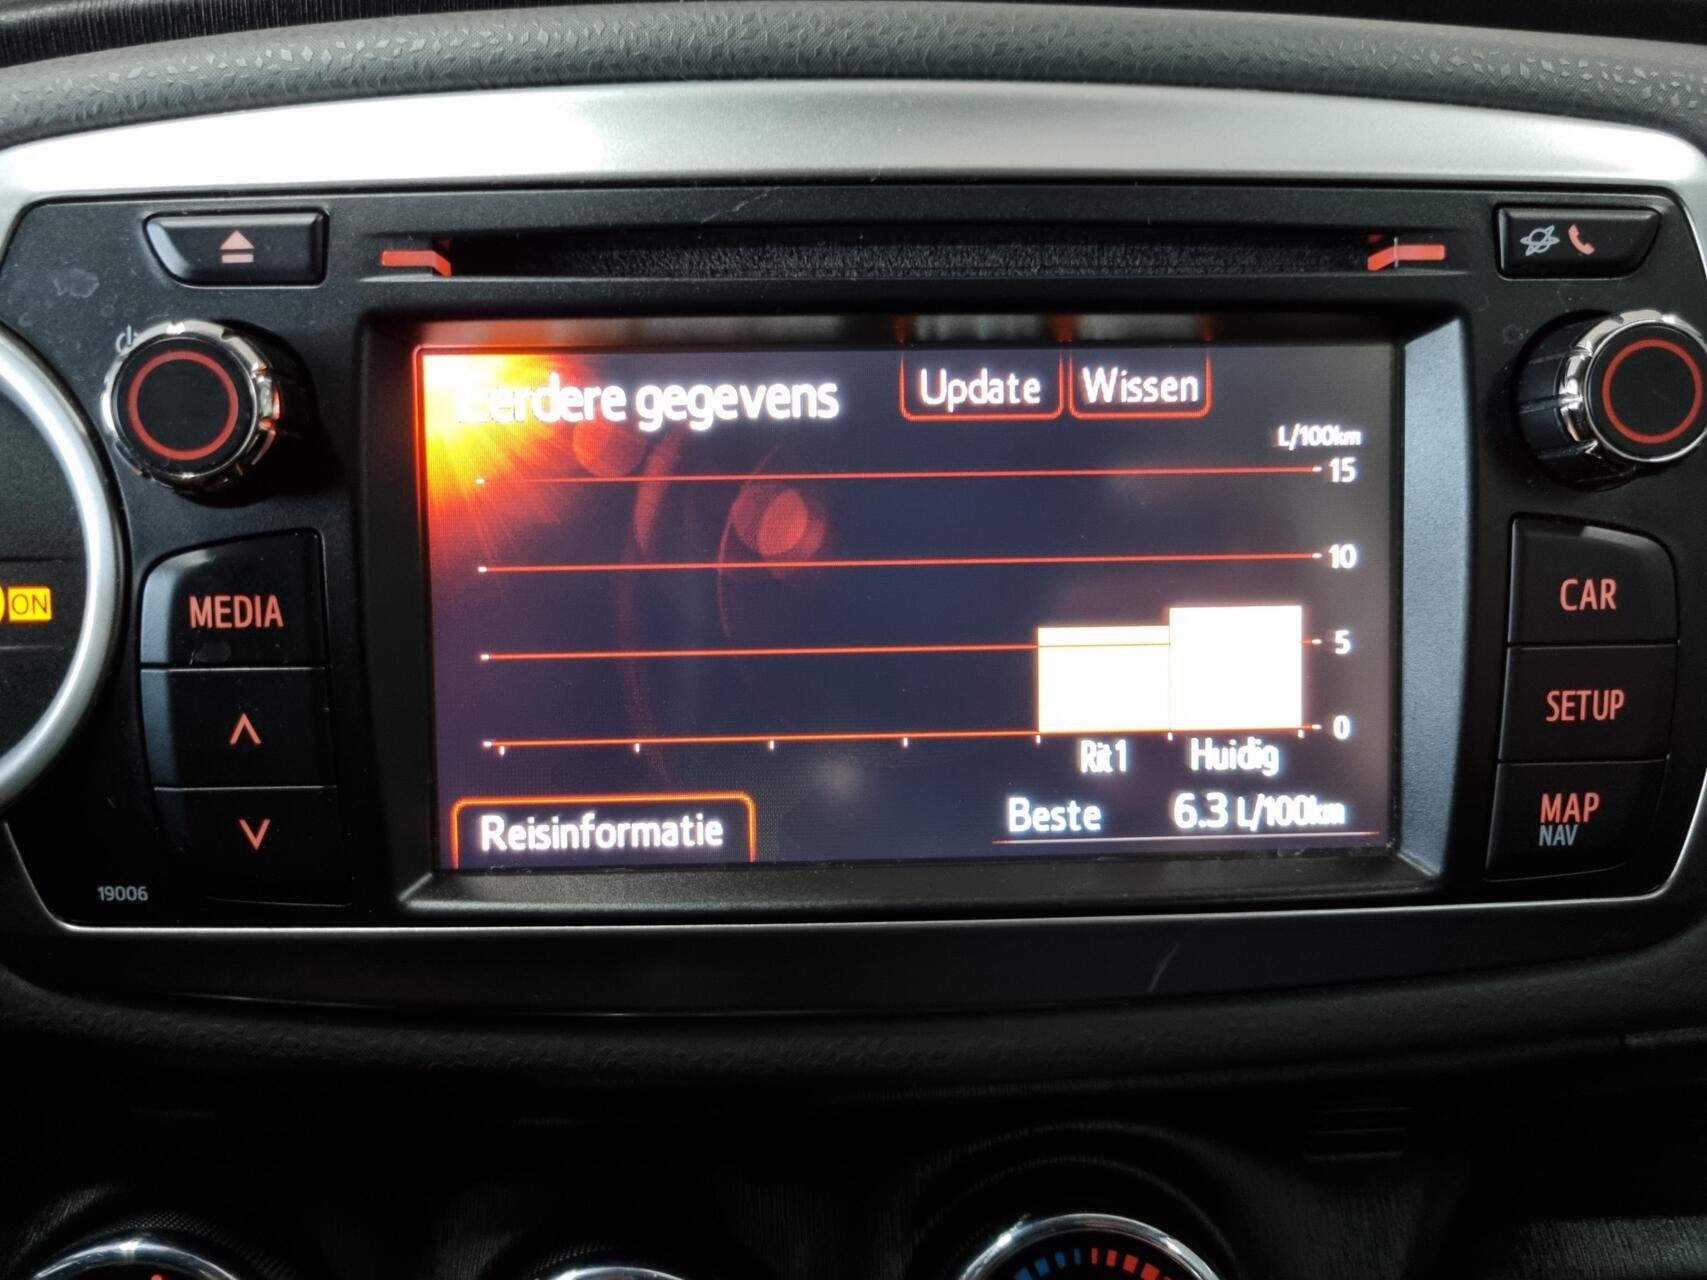 Eerdere gegevens
Update
Wissen
L/100km
15
10
5
0
Rit 1
Huidig
Beste 6.3 L/100km
Reisinformatie
MEDIA
ON
19006
CAR
SETUP
MAP
NAV